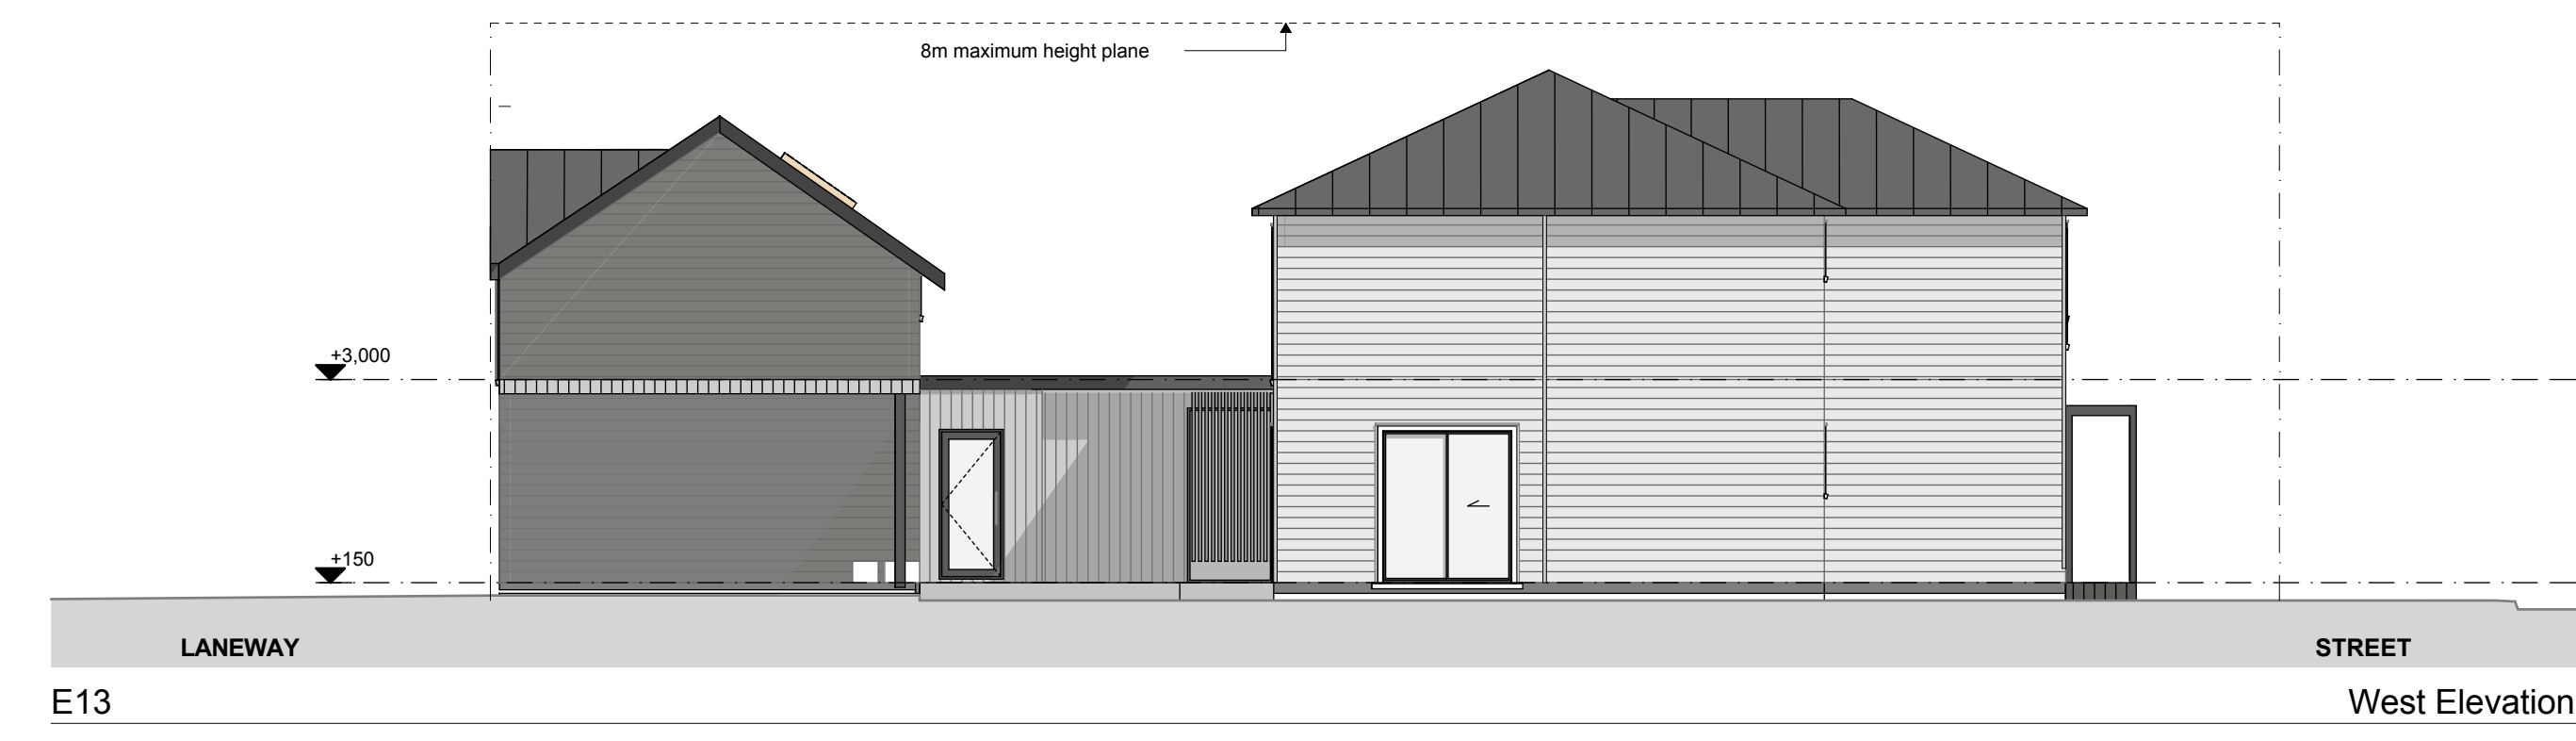 8m maximum height plane
+3,000
+150
LANEWAY
STREET
E13
West Elevation